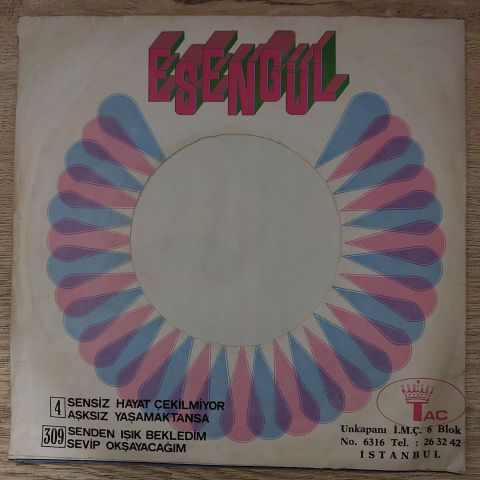 ESENGÜL
4 SENSİZ HAYAT ÇEKİLMİYOR
AŞKSIZ YAŞAMAKTANSA
309 SENDEN IŞIK BEKLEDİM
SEVİP OKŞAYACAĞIM
TAC
Unkapanı İ.M.Ç. 6 Blok
No. 6316 Tel. : 26 32 42
İSTANBUL